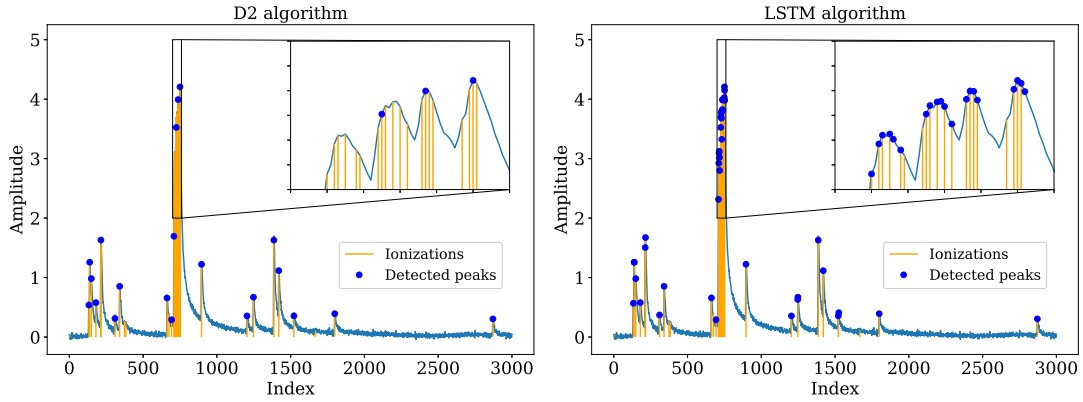 D2 algorithm
5
4
3
2
1
0
Amplitude
Ionizations
Detected peaks
0 500 1000 1500 2000 2500 3000
Index
LSTM algorithm
5
4
3
2
1
0
Amplitude
Ionizations
Detected peaks
0 500 1000 1500 2000 2500 3000
Index